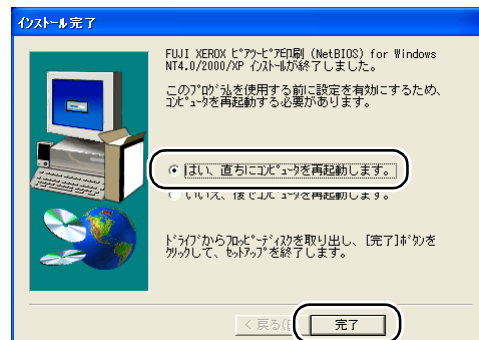 インストール完了
FUJI XEROX ﾋﾟｱﾂｰﾋﾟｱ印刷 (NetBIOS) for Windows
NT4.0/2000/XP ｲﾝｽﾄｰﾙが終了しました。
このﾌﾟﾛｸﾞﾗﾑを使用する前に設定を有効にするため、
ｺﾝﾋﾟｭｰﾀを再起動する必要があります。
はい、直ちにｺﾝﾋﾟｭｰﾀを再起動します。
いいえ、後でｺﾝﾋﾟｭｰﾀを再起動します。
ﾄﾞﾗｲﾌﾞからﾌﾛｯﾋﾟｰﾃﾞｨｽｸを取り出し、[完了]ﾎﾞﾀﾝを
ｸﾘｯｸして、ｾｯﾄｱｯﾌﾟを終了します。
< 戻る(
完了